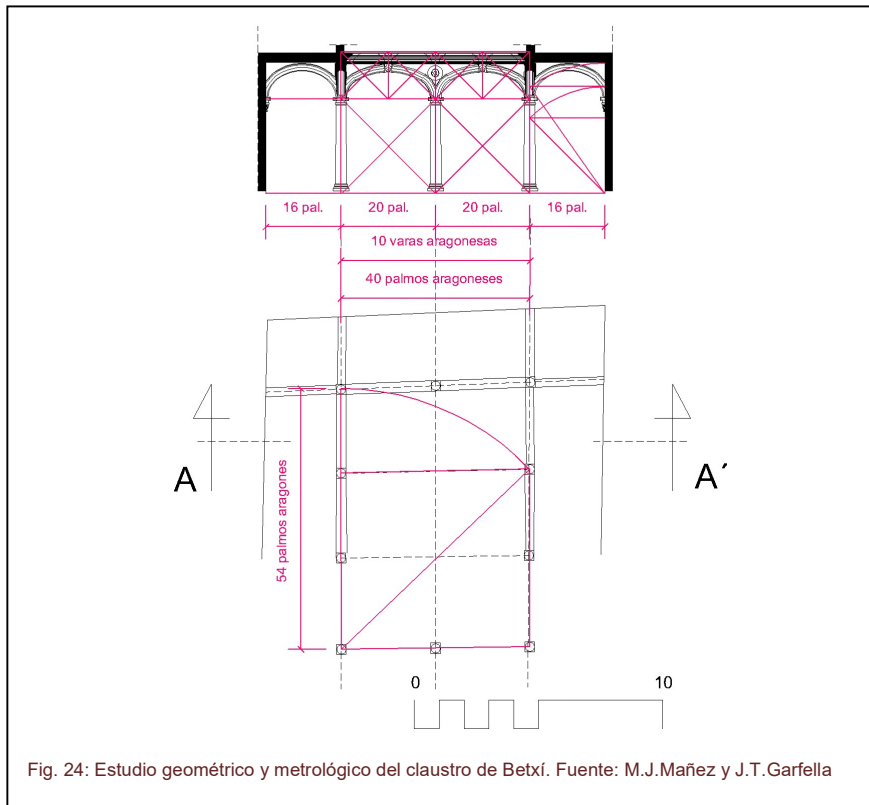 16 pal.
20 pal.
20 pal.
16 pal.
10 varas aragonesas
40 palmos aragoneses
54 palmos aragones
A
A´
0
10
Fig. 24: Estudio geométrico y metrológico del claustro de Betxí. Fuente: M.J.Mañez y J.T.Garfella